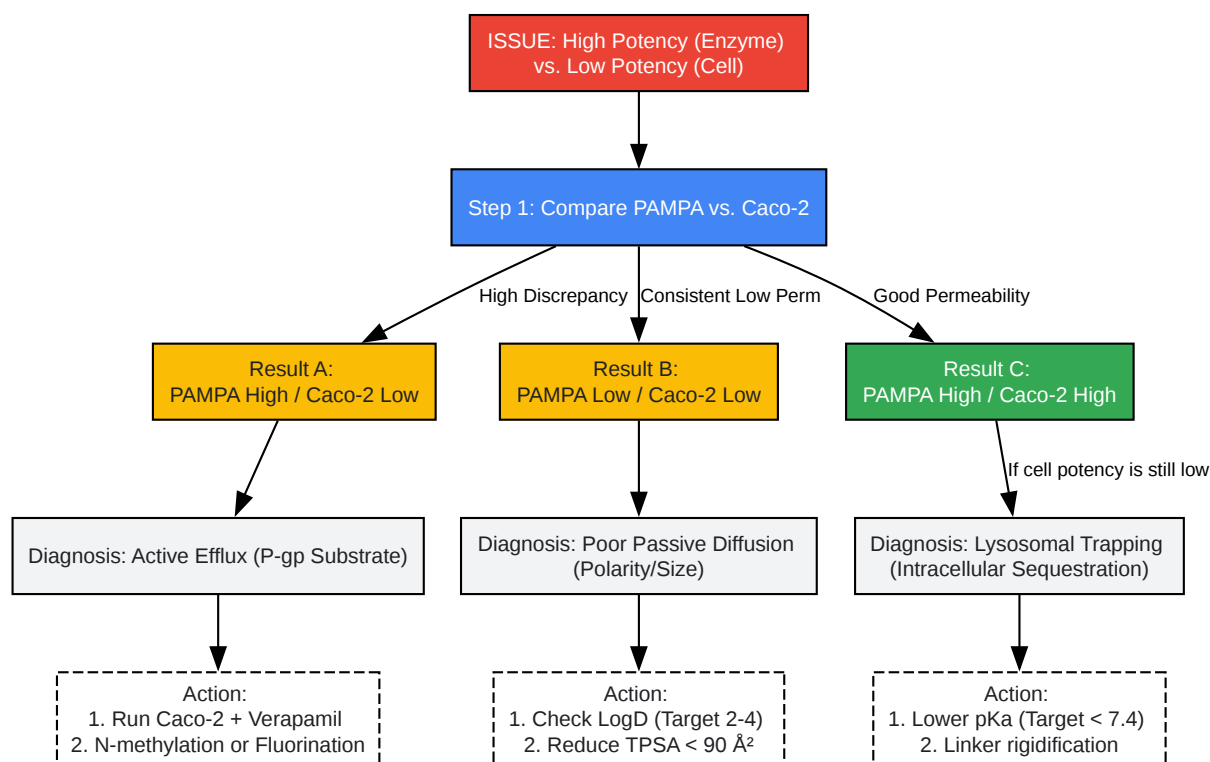 ISSUE: High Potency (Enzyme)
vs. Low Potency (Cell)
Step 1: Compare PAMPA vs. Caco-2
High Discrepancy
Consistent Low Perm
Good Permeability
Result A:
PAMPA High / Caco-2 Low
Result B:
PAMPA Low / Caco-2 Low
Result C:
PAMPA High / Caco-2 High
If cell potency is still low
Diagnosis: Active Efflux (P-gp Substrate)
Diagnosis: Poor Passive Diffusion
(Polarity/Size)
Diagnosis: Lysosomal Trapping
(Intracellular Sequestration)
Action:
1. Run Caco-2 + Verapamil
2. N-methylation or Fluorination
Action:
1. Check LogD (Target 2-4)
2. Reduce TPSA < 90 Å²
Action:
1. Lower pKa (Target < 7.4)
2. Linker rigidification